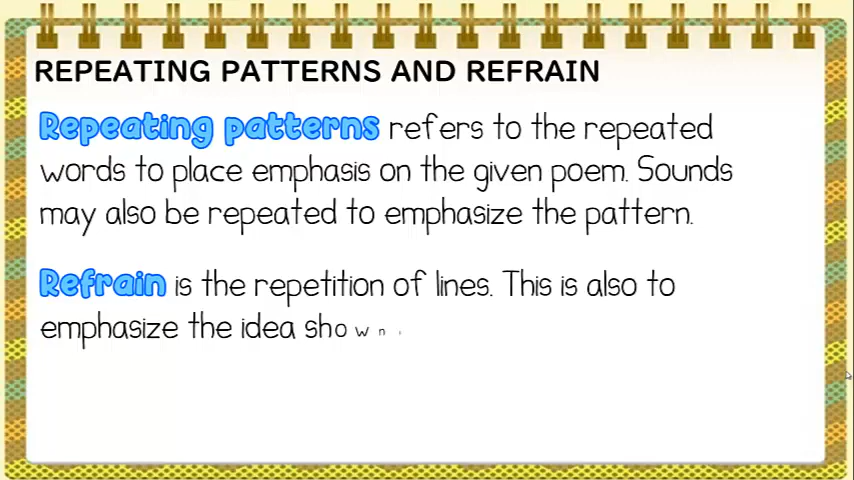 REPEATING PATTERNS AND REFRAIN
Repeating patterns refers to the repeated
words to place emphasis on the given poem. Sounds
may also be repeated to emphasize the pattern.
Refrain is the repetition of lines. This is also to
emphasize the idea shown